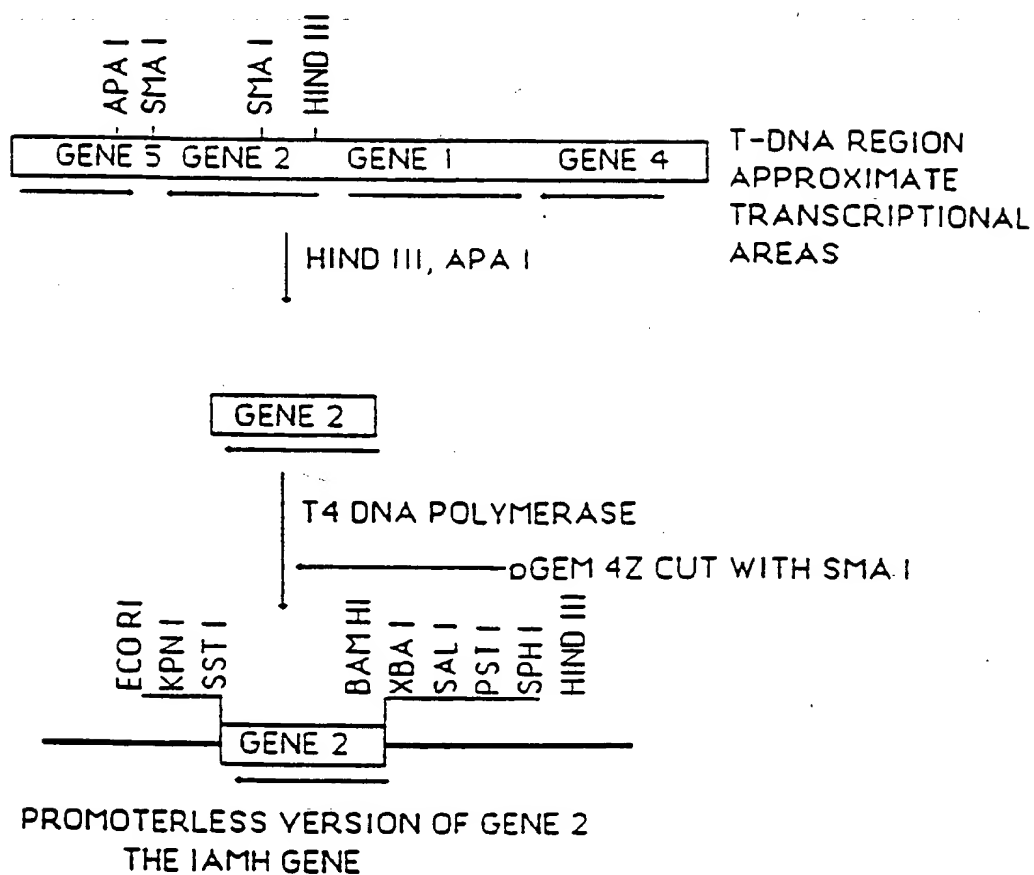 APA I
SMA I
SMA I
HIND III
GENE 5
GENE 2
GENE 1
GENE 4
T-DNA REGION
APPROXIMATE
TRANSCRIPTIONAL
AREAS
HIND III, APA I
GENE 2
T4 DNA POLYMERASE
pGEM 4Z CUT WITH SMA I
ECO RI
KPN I
SST I
BAM HI
XBA I
SAL I
PST I
SPH I
HIND III
GENE 2
PROMOTERLESS VERSION OF GENE 2
THE IAMH GENE